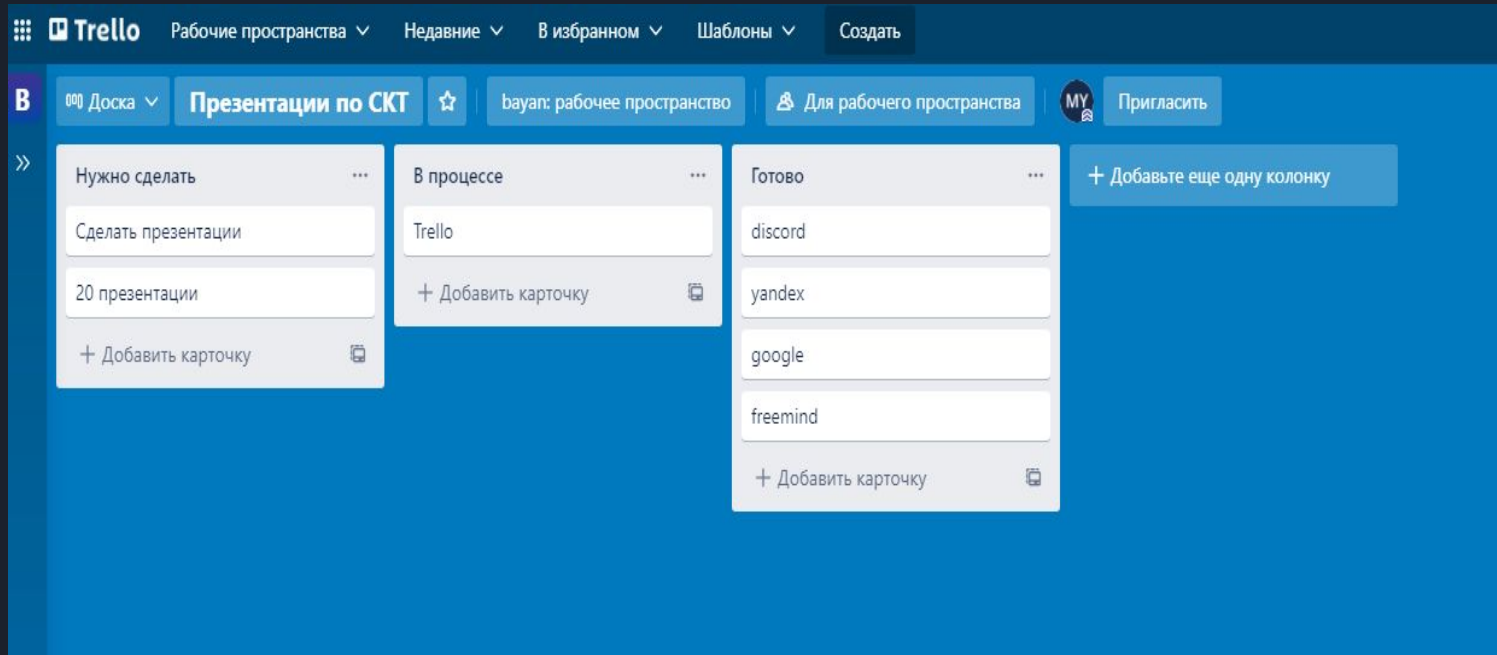 Trello Рабочие пространства Недавние В избранном Шаблоны Создать
B Доска Презентации по СКТ bayan: рабочее пространство Для рабочего пространства MY Пригласить
Нужно сделать
Сделать презентации
20 презентации
+ Добавить карточку
В процессе
Trello
+ Добавить карточку
Готово
discord
yandex
google
freemind
+ Добавить карточку
+ Добавьте еще одну колонку